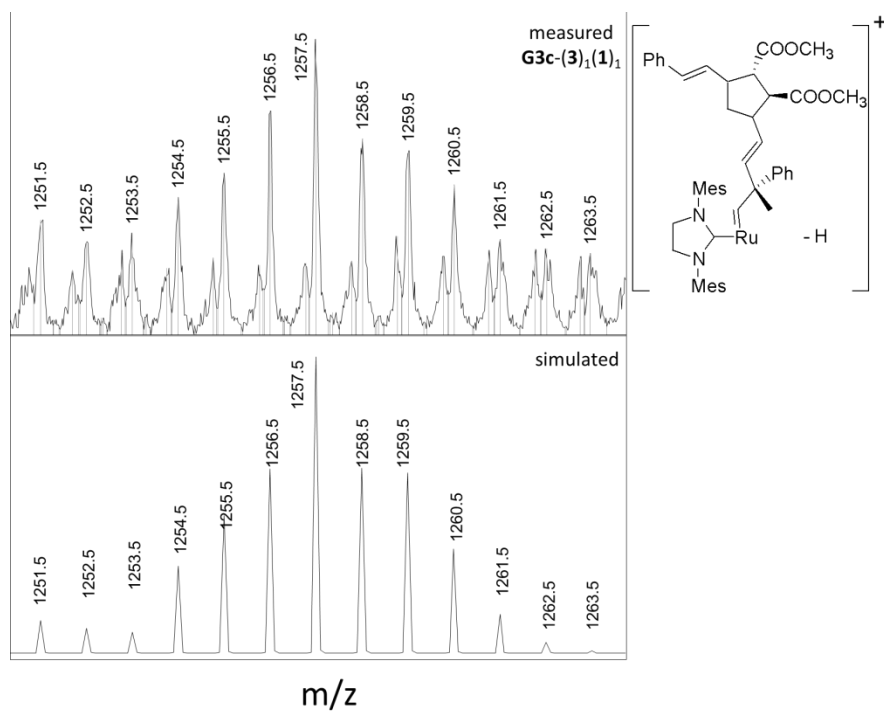 measured
G3c-(3)1(1)1
1251.5
1252.5
1253.5
1254.5
1255.5
1256.5
1257.5
1258.5
1259.5
1260.5
1261.5
1262.5
1263.5
simulated
1251.5
1252.5
1253.5
1254.5
1255.5
1256.5
1257.5
1258.5
1259.5
1260.5
1261.5
1262.5
1263.5
m/z
+
COOCH3
Ph
COOCH3
Ph
Mes
N
Ru
- H
N
Mes